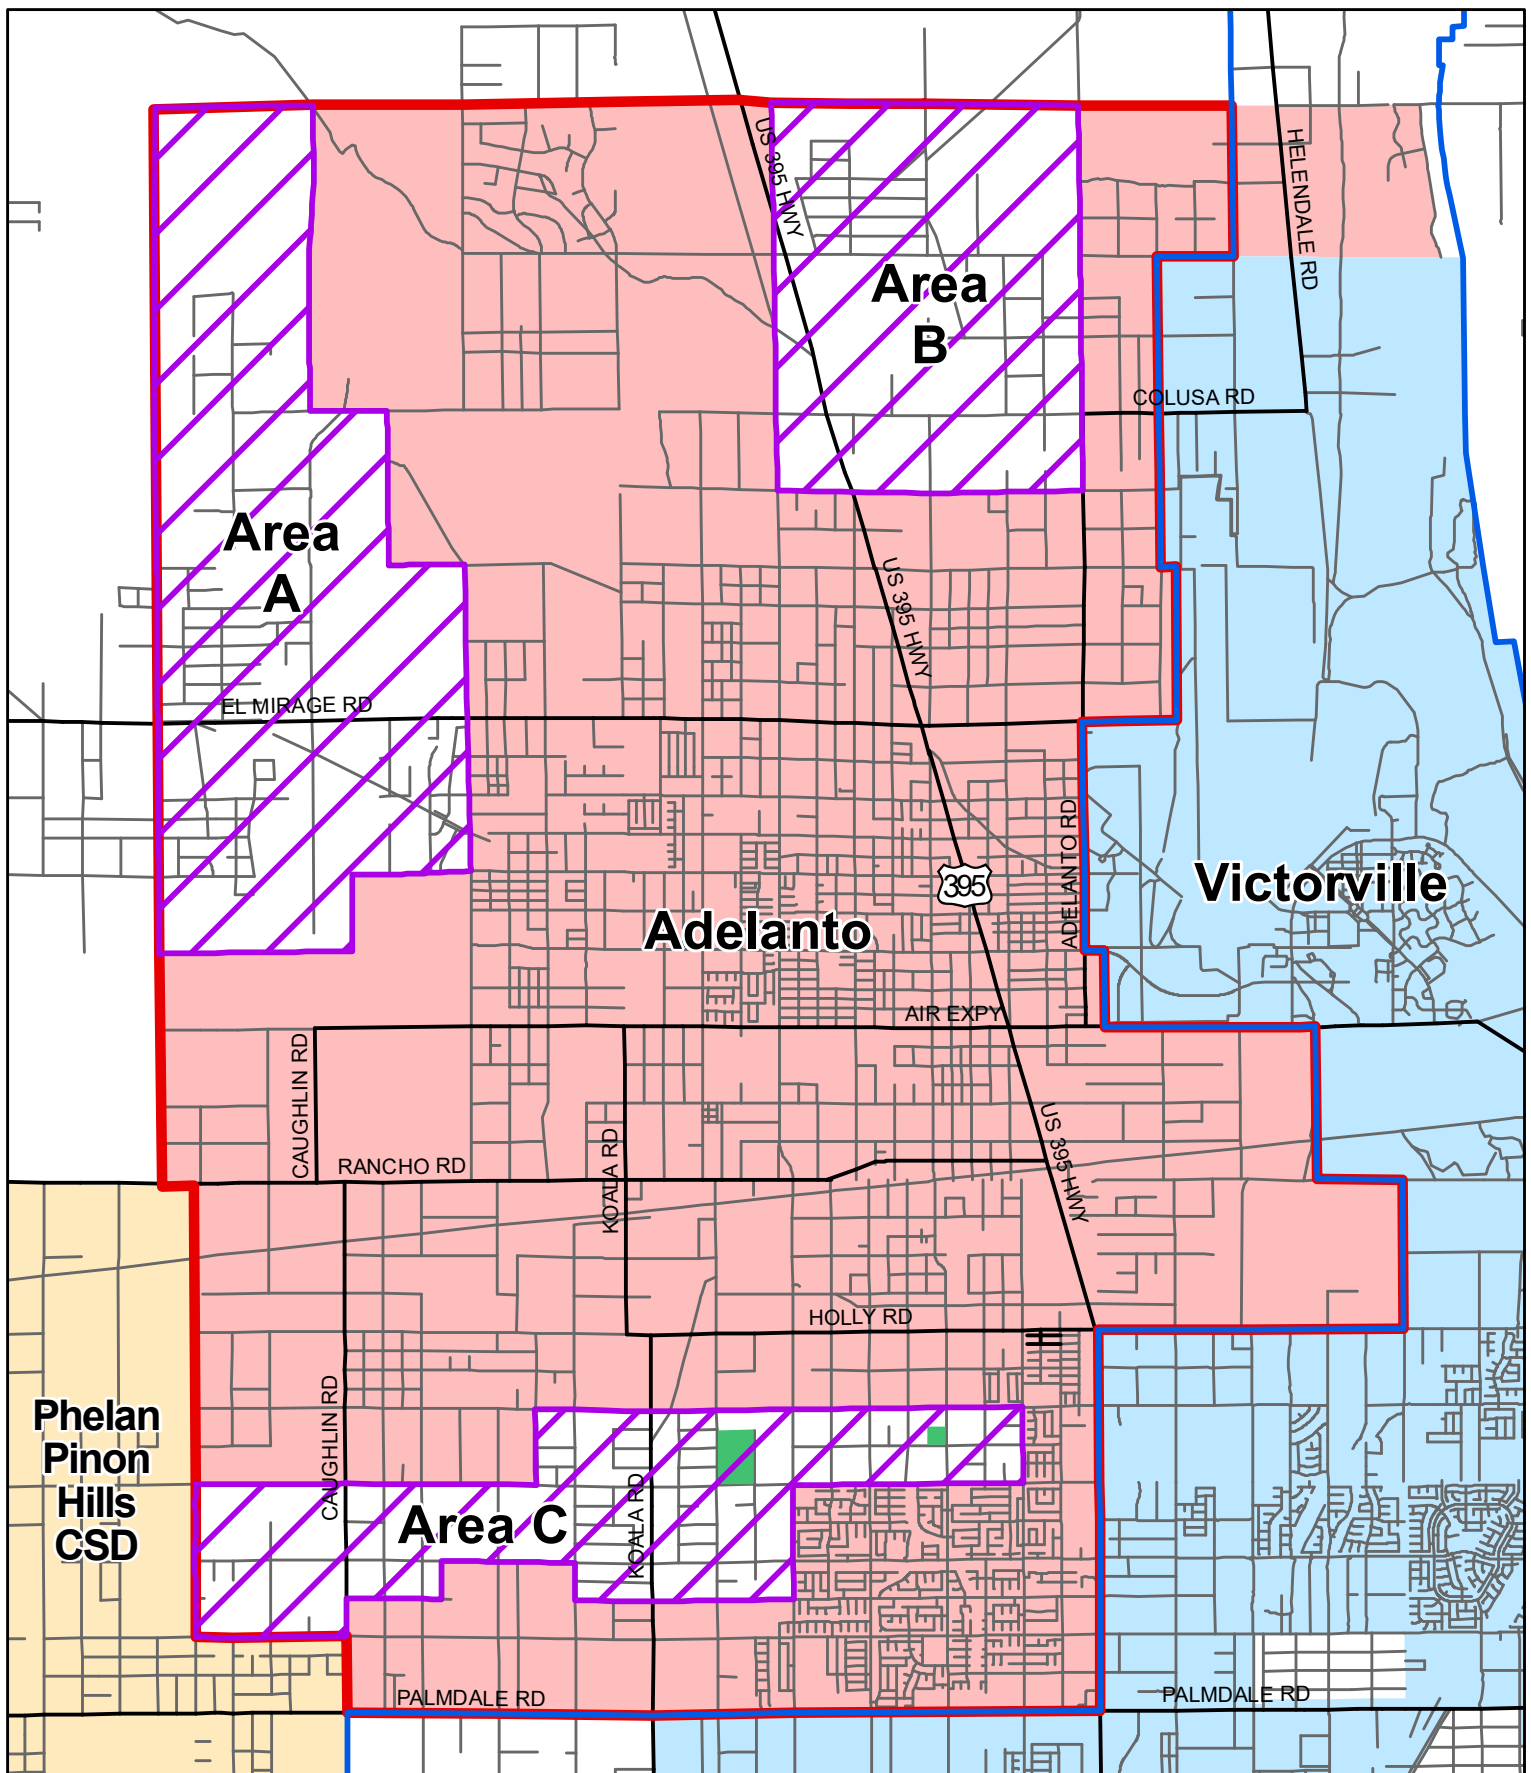 US 395 HWY
HELENDALE RD
Area
B
COLUSA RD
Area
A
US 395 HWY
EL MIRAGE RD
ADELANTO RD
395
Victorville
Adelanto
AIR EXPY
CAUGHLIN RD
RANCHO RD
KOALA RD
US 395 HWY
HOLLY RD
Phelan
Pinon
Hills
CSD
CAUGHLIN RD
KOALA RD
Area C
PALMDALE RD
PALMDALE RD